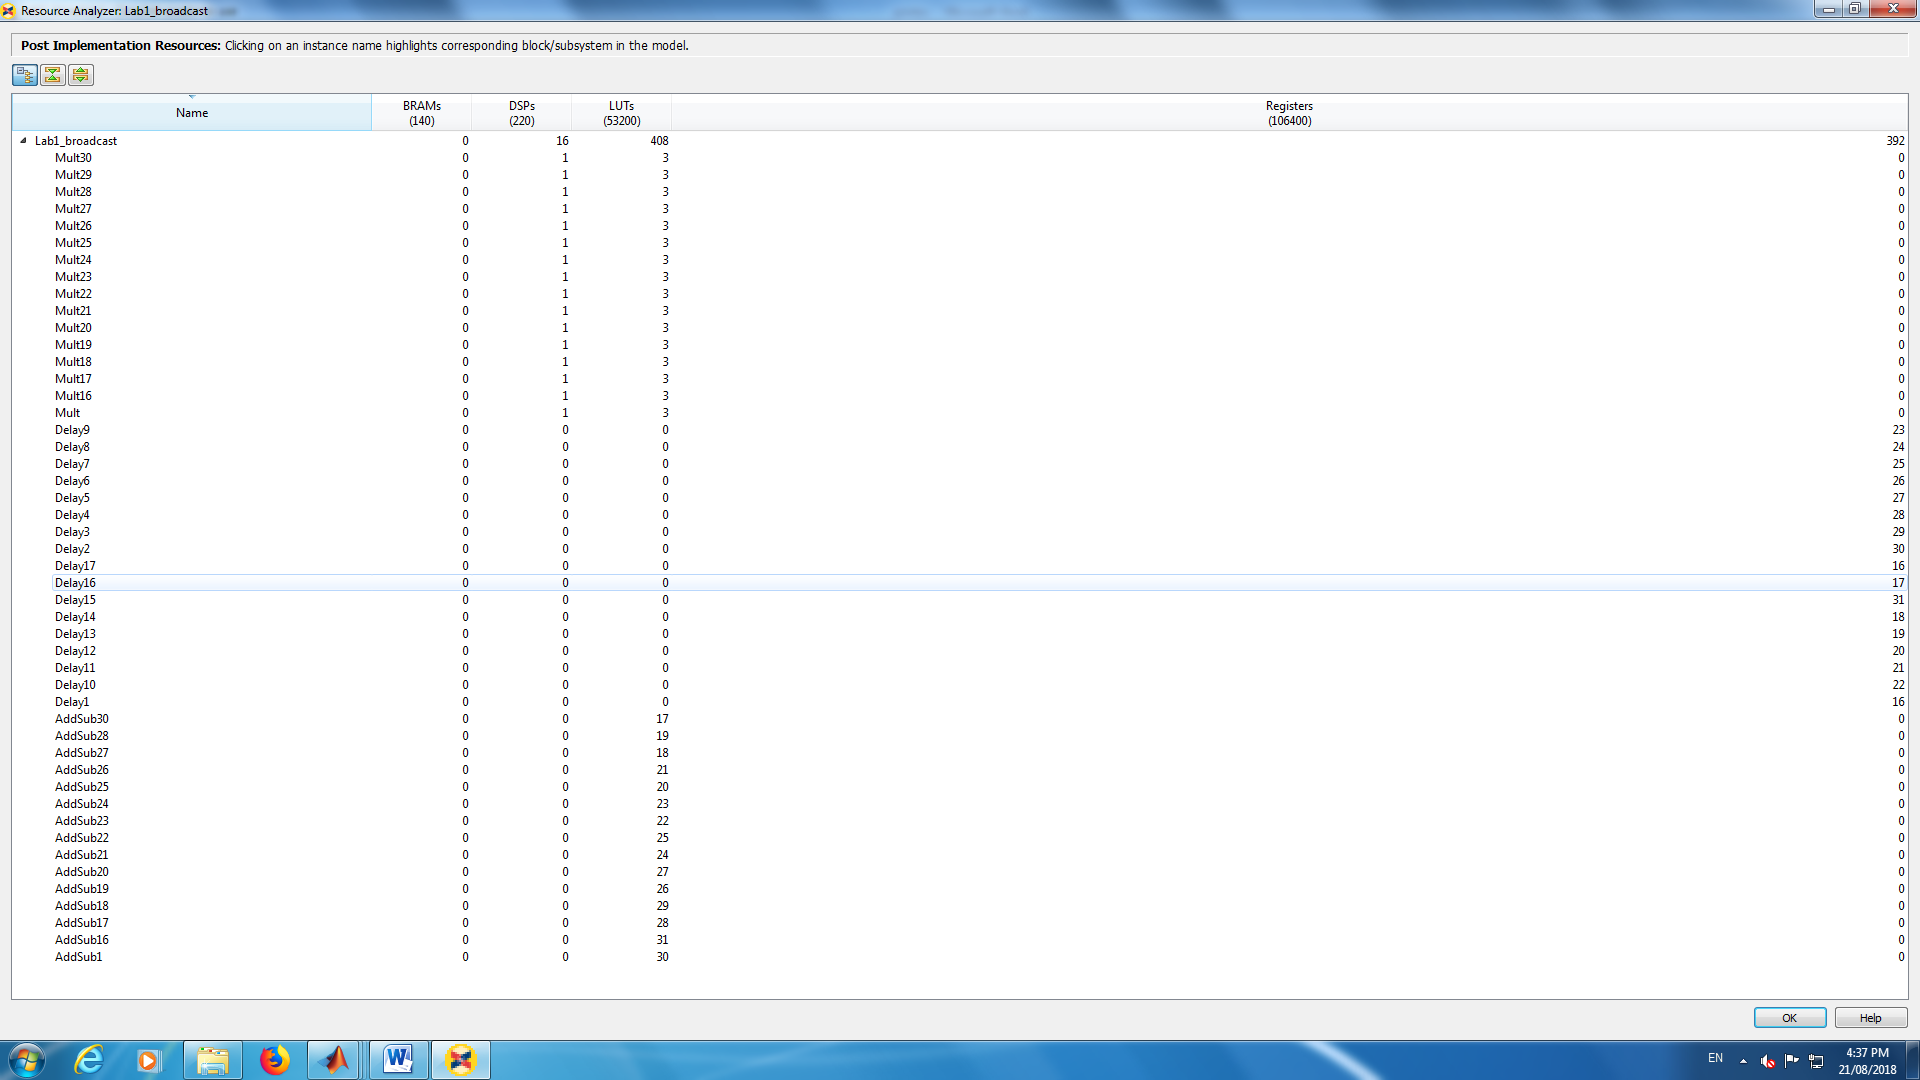 Resource Analyzer: Lab1_broadcast
Post Implementation Resources: Clicking on an instance name highlights corresponding block/subsystem in the model.
Name BRAMs (140) DSPs (220) LUTs (53200) Registers (106400)
Lab1_broadcast 0 16 408 392
Mult30 0 1 3 0
Mult29 0 1 3 0
Mult28 0 1 3 0
Mult27 0 1 3 0
Mult26 0 1 3 0
Mult25 0 1 3 0
Mult24 0 1 3 0
Mult23 0 1 3 0
Mult22 0 1 3 0
Mult21 0 1 3 0
Mult20 0 1 3 0
Mult19 0 1 3 0
Mult18 0 1 3 0
Mult17 0 1 3 0
Mult16 0 1 3 0
Mult 0 1 3 0
Delay9 0 0 0 23
Delay8 0 0 0 24
Delay7 0 0 0 25
Delay6 0 0 0 26
Delay5 0 0 0 27
Delay4 0 0 0 28
Delay3 0 0 0 29
Delay2 0 0 0 30
Delay17 0 0 0 16
Delay16 0 0 0 17
Delay15 0 0 0 31
Delay14 0 0 0 18
Delay13 0 0 0 19
Delay12 0 0 0 20
Delay11 0 0 0 21
Delay10 0 0 0 22
Delay1 0 0 0 16
AddSub30 0 0 17 0
AddSub28 0 0 19 0
AddSub27 0 0 18 0
AddSub26 0 0 21 0
AddSub25 0 0 20 0
AddSub24 0 0 23 0
AddSub23 0 0 22 0
AddSub22 0 0 25 0
AddSub21 0 0 24 0
AddSub20 0 0 27 0
AddSub19 0 0 26 0
AddSub18 0 0 29 0
AddSub17 0 0 28 0
AddSub16 0 0 31 0
AddSub1 0 0 30 0
OK Help
EN 4:37 PM
21/08/2018